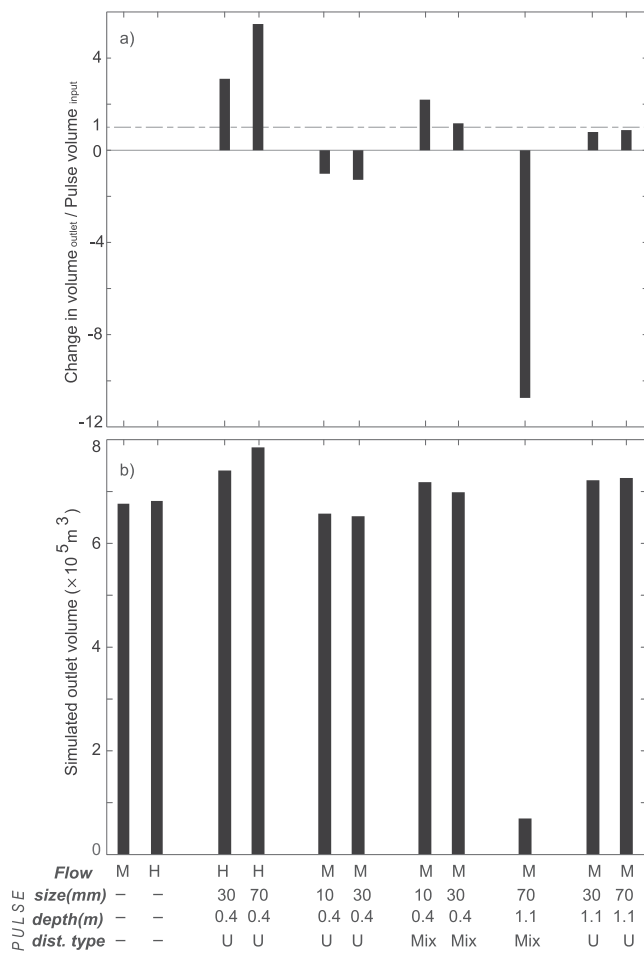 a)
4
1
0
-4
-8
-12
Change in volume outlet / Pulse volume input
b)
8
6
4
2
0
Simulated outlet volume (×10 5 m 3)
PULSE
Flow M H H H M M M M M M M
size(mm) – – 30 70 10 30 10 30 70 30 70
depth(m) – – 0.4 0.4 0.4 0.4 0.4 0.4 1.1 1.1 1.1
dist. type – – U U U U Mix Mix Mix U U